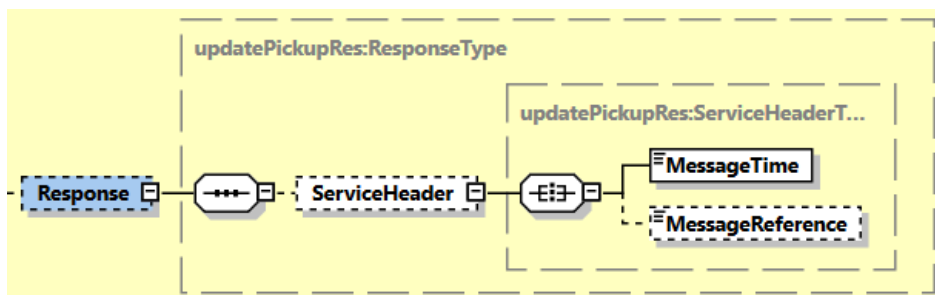 updatePickupRes:ResponseType
updatePickupRes:ServiceHeaderT...
Response
ServiceHeader
MessageTime
MessageReference